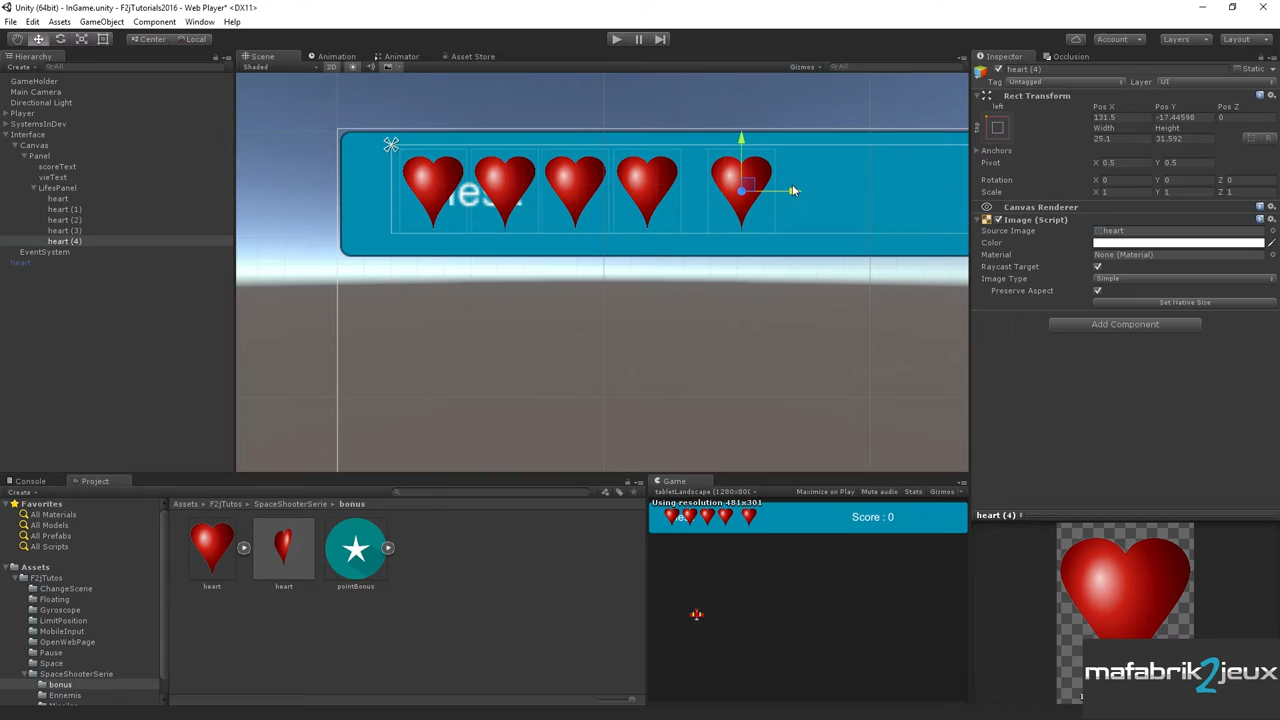 Unity (64bit) - InGame.unity - F2jTutorials2016 - Web Player* <DX11>
File Edit Assets GameObject Component Window Help
Center Local
Account Layers Layout
Hierarchy
Create All
GameHolder
Main Camera
Directional Light
Player
SystemsInDev
Interface
Canvas
Panel
scoreText
vieText
LifesPanel
heart
heart (1)
heart (2)
heart (3)
heart (4)
EventSystem
heart
Scene Animation Animator Asset Store
Shaded 2D Gizmos All
Inspector Occlusion
heart (4) Static
Tag Untagged Layer UI
Rect Transform
left
top
Pos X Pos Y Pos Z
131.5 -17.44598 0
Width Height
25.1 31.592 R
Anchors
Pivot X 0.5 Y 0.5
Rotation X 0 Y 0 Z 0
Scale X 1 Y 1 Z 1
Canvas Renderer
Image (Script)
Source Image heart
Color
Material None (Material)
Raycast Target
Image Type Simple
Preserve Aspect
Set Native Size
Add Component
heart (4)
Console Project
Create
Favorites
All Materials
All Models
All Prefabs
All Scripts
Assets
F2jTutos
ChangeScene
Floating
Gyroscope
LimitPosition
MobileInput
OpenWebPage
Pause
Space
SpaceShooterSerie
bonus
Ennemis
Assets F2jTutos SpaceShooterSerie bonus
heart heart pointBonus
Game
tabletLandscape (1280x800) Maximize on Play Mute audio Stats Gizmos
Using resolution 481x301
Score : 0
mafabrik2jeux